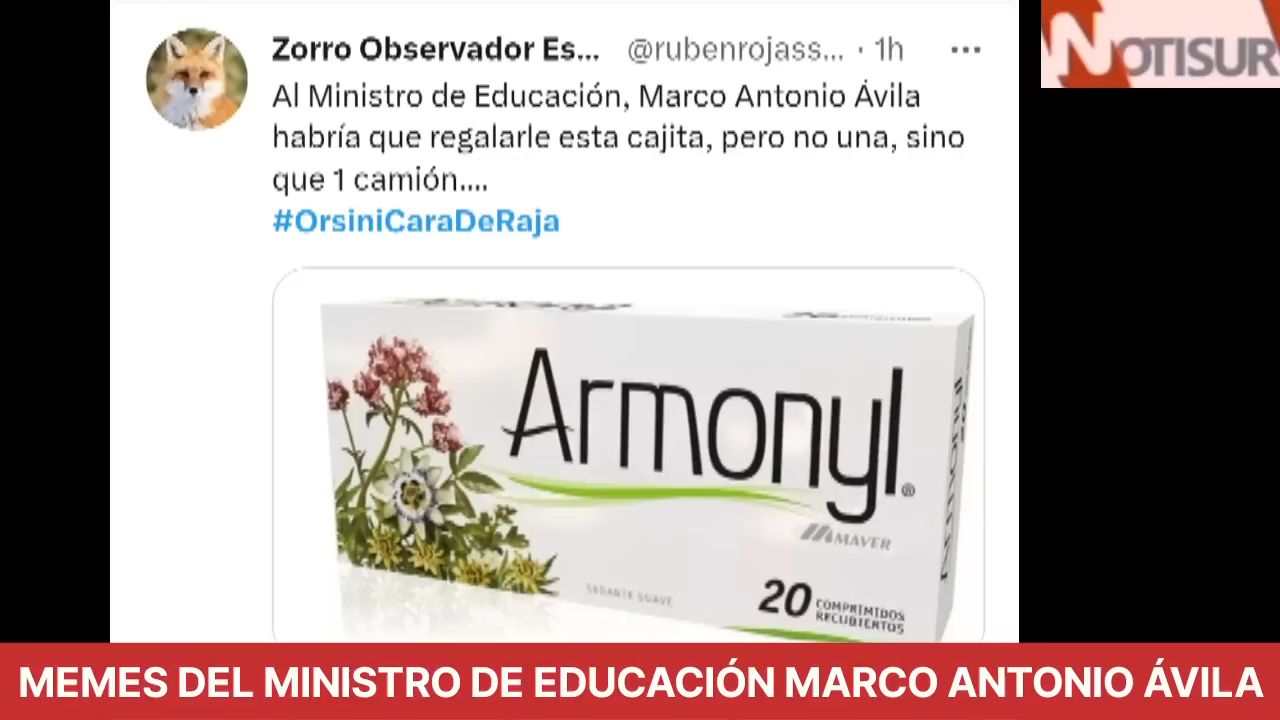 Zorro Observador Es... @rubenrojass... · 1h ...
NOTISUR
Al Ministro de Educación, Marco Antonio Ávila
habría que regalarle esta cajita, pero no una, sino
que 1 camión....
#OrsiniCaraDeRaja
Armonyl®
MAVER
SEDANTE SUAVE
20 COMPRIMIDOS
RECUBIERTOS
MEMES DEL MINISTRO DE EDUCACIÓN MARCO ANTONIO ÁVILA